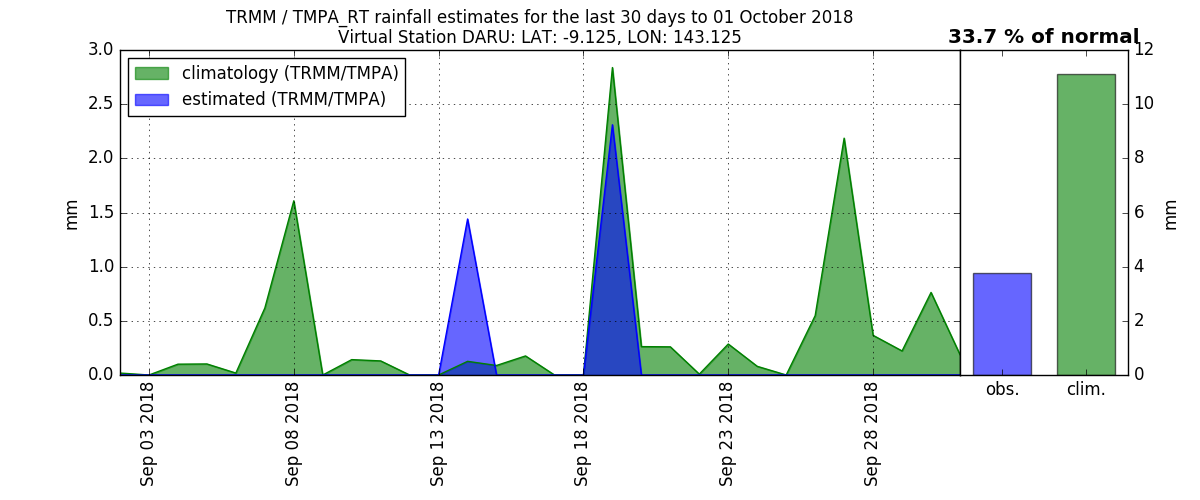 TRMM / TMPA_RT rainfall estimates for the last 30 days to 01 October 2018
Virtual Station DARU: LAT: -9.125, LON: 143.125
33.7 % of normal
climatology (TRMM/TMPA)
estimated (TRMM/TMPA)
mm
3.0
2.5
2.0
1.5
1.0
0.5
0.0
Sep 03 2018
Sep 08 2018
Sep 13 2018
Sep 18 2018
Sep 23 2018
Sep 28 2018
obs.
clim.
12
10
8
6
4
2
0
mm